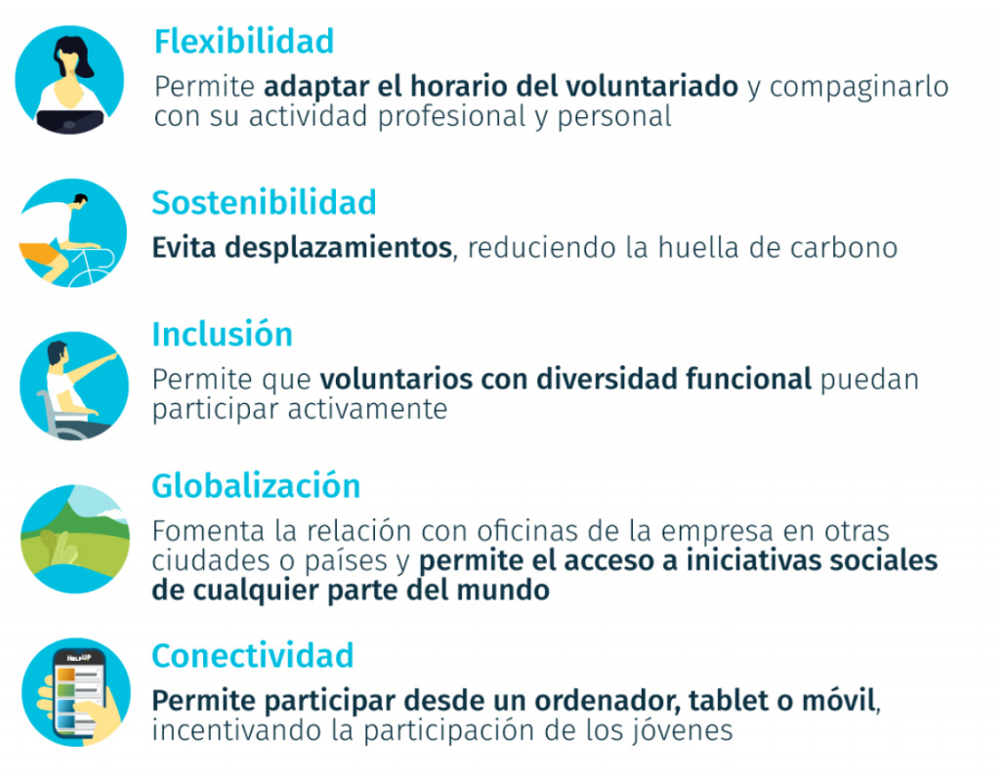 Flexibilidad
Permite adaptar el horario del voluntariado y compaginarlo
con su actividad profesional y personal
Sostenibilidad
Evita desplazamientos, reduciendo la huella de carbono
Inclusión
Permite que voluntarios con diversidad funcional puedan
participar activamente
Globalización
Fomenta la relación con oficinas de la empresa en otras
ciudades o países y permite el acceso a iniciativas sociales
de cualquier parte del mundo
HELPUP
Conectividad
Permite participar desde un ordenador, tablet o móvil,
incentivando la participación de los jóvenes